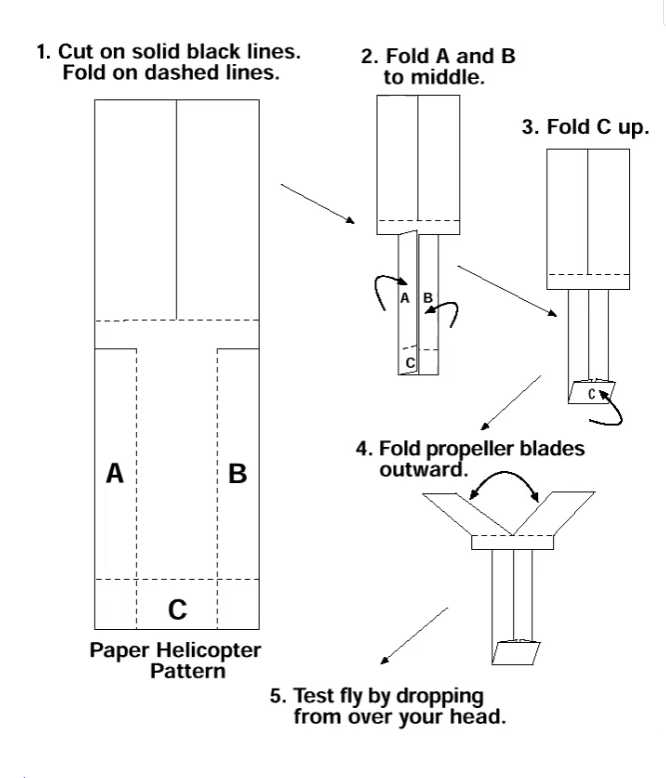 1. Cut on solid black lines.
Fold on dashed lines.
2. Fold A and B
to middle.
3. Fold C up.
A B
C
C
A
B
C
4. Fold propeller blades
outward.
Paper Helicopter
Pattern
5. Test fly by dropping
from over your head.